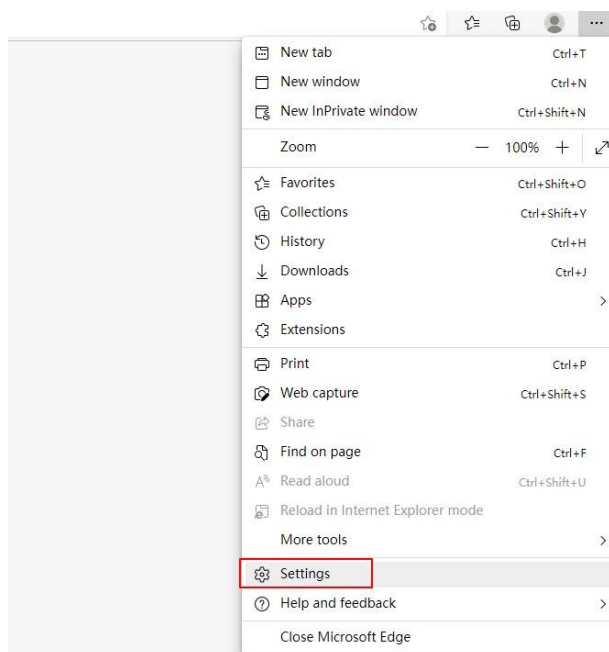 New tab Ctrl+T
New window Ctrl+N
New InPrivate window Ctrl+Shift+N
Zoom — 100% +
Favorites Ctrl+Shift+O
Collections Ctrl+Shift+Y
History Ctrl+H
Downloads Ctrl+J
Apps
Extensions
Print Ctrl+P
Web capture Ctrl+Shift+S
Share
Find on page Ctrl+F
Read aloud Ctrl+Shift+U
Reload in Internet Explorer mode
More tools
Settings
Help and feedback
Close Microsoft Edge